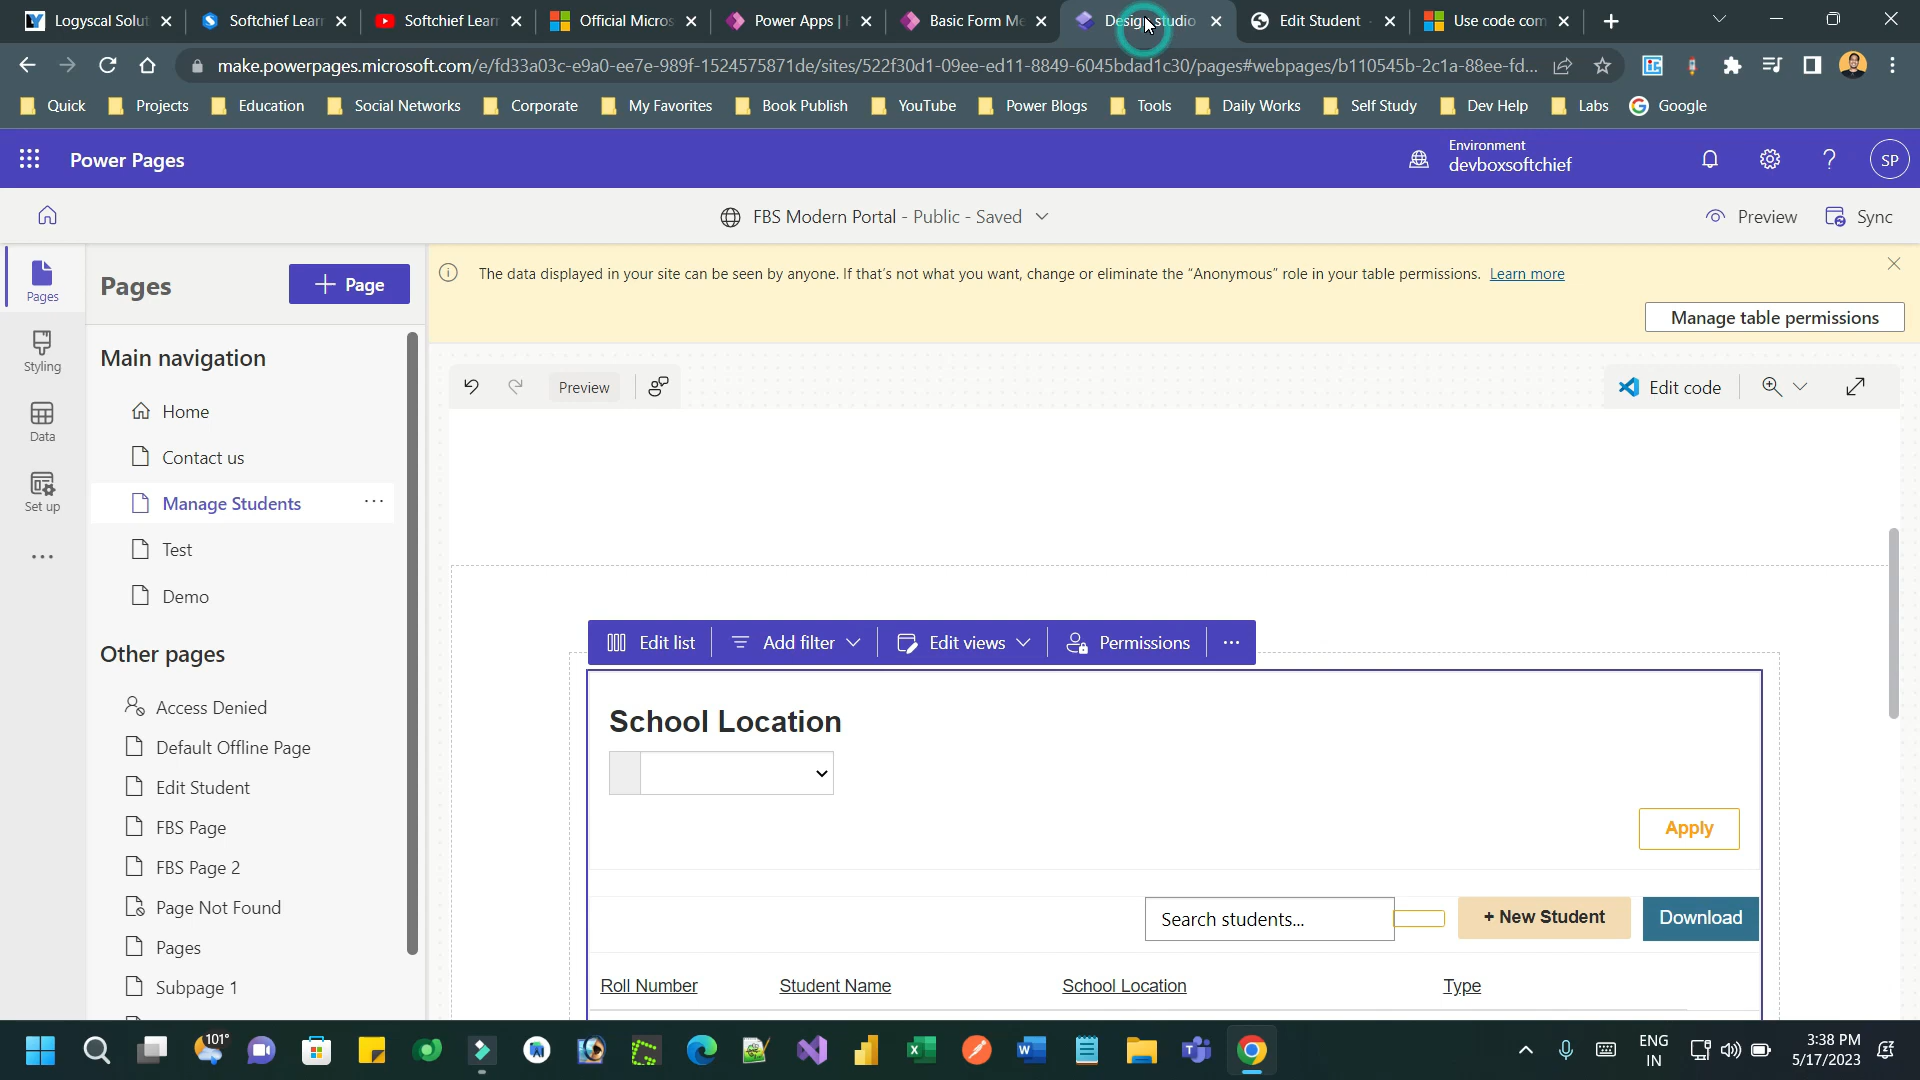 Logyscal Solut
Softchief Lear
Softchief Lear
Official Micros
Power Apps |
Basic Form Me
Design studio
Edit Student
Use code com
make.powerpages.microsoft.com/e/fd33a03c-e9a0-ee7e-989f-1524575871de/sites/522f30d1-09ee-ed11-8849-6045bdad1c30/pages#webpages/b110545b-2c1a-88ee-fd...
Quick
Projects
Education
Social Networks
Corporate
My Favorites
Book Publish
YouTube
Power Blogs
Tools
Daily Works
Self Study
Dev Help
Labs
Google
Power Pages
Environment
devboxsoftchief
SP
FBS Modern Portal - Public - Saved
Preview
Sync
Pages
Styling
Data
Set up
Pages
+ Page
The data displayed in your site can be seen by anyone. If that's not what you want, change or eliminate the "Anonymous" role in your table permissions. Learn more
Manage table permissions
Main navigation
Home
Contact us
Manage Students
Test
Demo
Other pages
Access Denied
Default Offline Page
Edit Student
FBS Page
FBS Page 2
Page Not Found
Pages
Subpage 1
Preview
Edit code
Edit list
Add filter
Edit views
Permissions
School Location
Apply
Search students...
+ New Student
Download
Roll Number
Student Name
School Location
Type
101°
ENG
IN
3:38 PM
5/17/2023